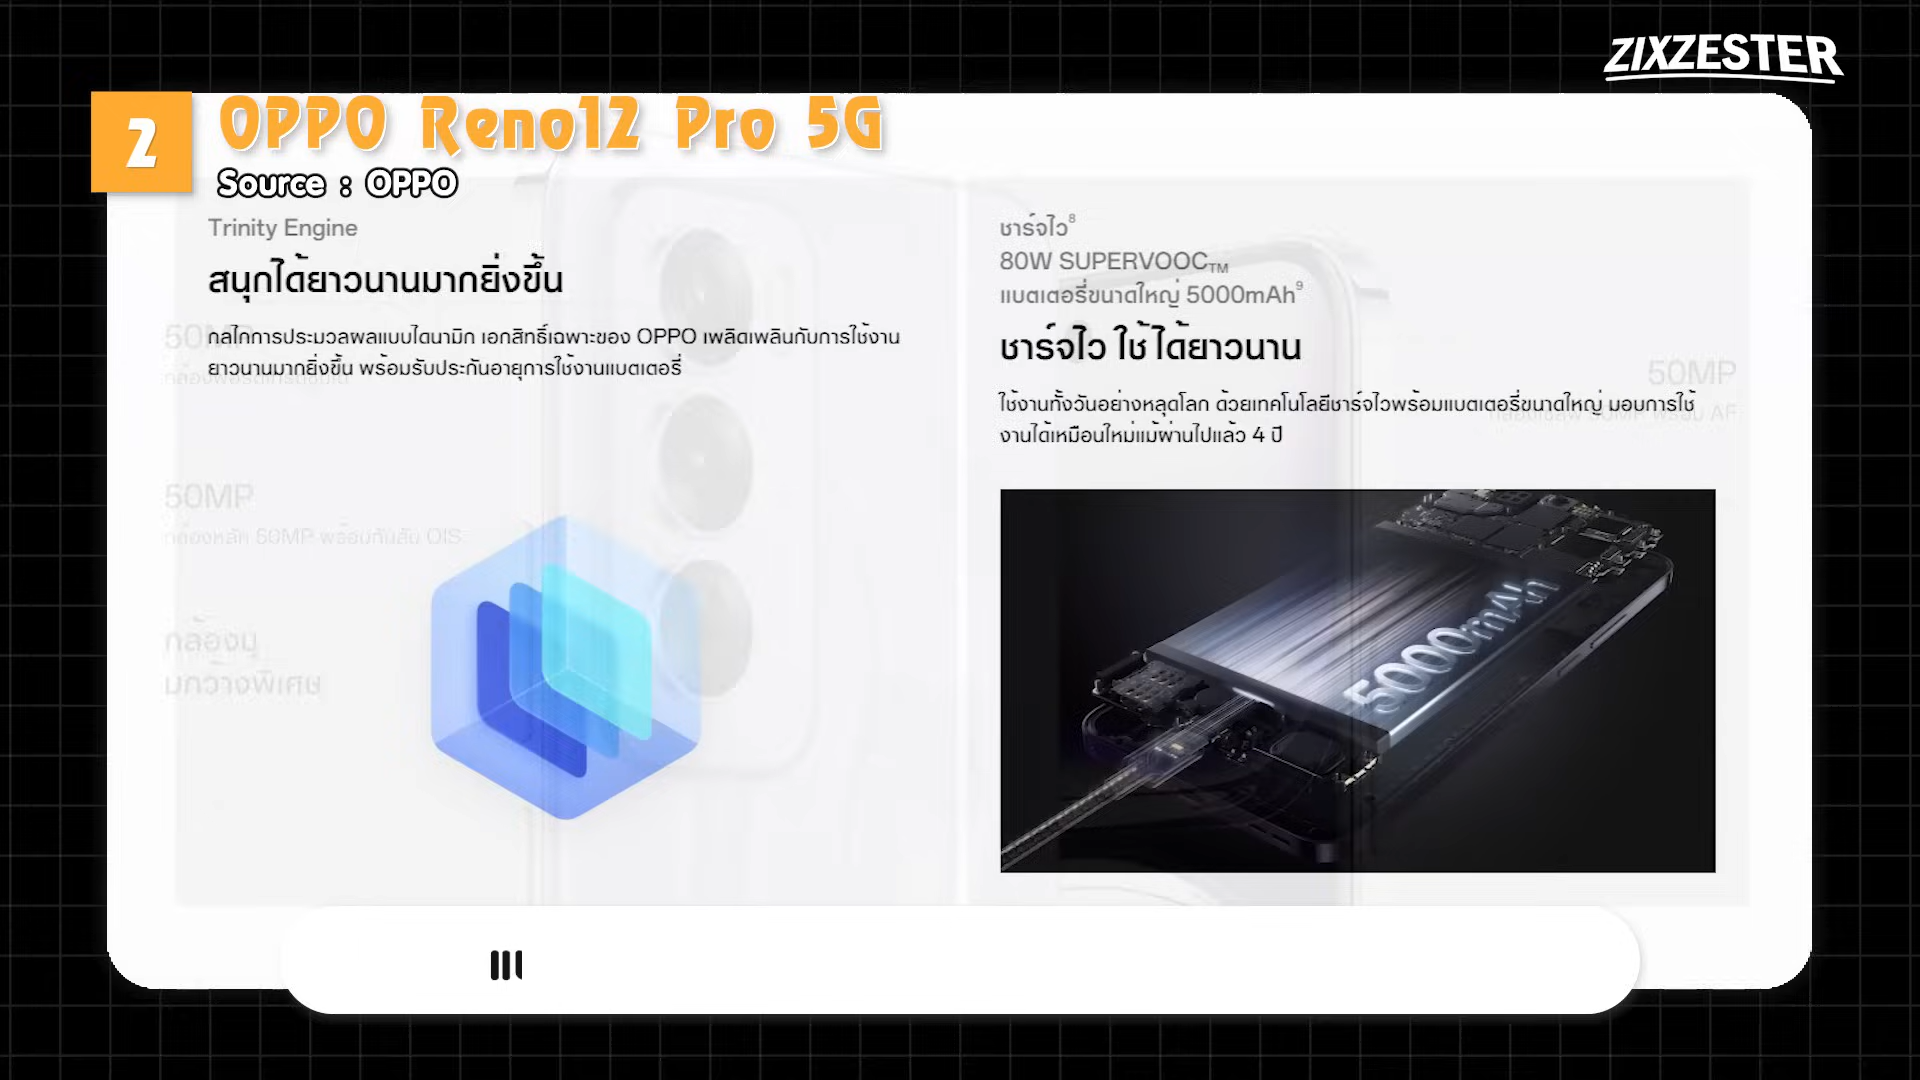 ZIXZESTER
2
OPPO Reno12 Pro 5G
Source : OPPO
Trinity Engine
สนุกได้ยาวนานมากยิ่งขึ้น
กลไกการประมวลผลแบบไดนามิก เอกสิทธิ์เฉพาะของ OPPO เพลิดเพลินกับการใช้งาน
ยาวนานมากยิ่งขึ้น พร้อมรับประกันอายุการใช้งานแบตเตอรี่
50MP
50MP
กล้องหลัก 50MP พร้อมกันสั่น OIS
กล้องมุ
มกว้างพิเศษ
ชาร์จไว8
80W SUPERVOOCTM
แบตเตอรี่ขนาดใหญ่ 5000mAh9
ชาร์จไว ใช้ได้ยาวนาน
ใช้งานทั้งวันอย่างหลุดโลก ด้วยเทคโนโลยีชาร์จไวพร้อมแบตเตอรี่ขนาดใหญ่ มอบการใช้
งานได้เหมือนใหม่แม้ผ่านไปแล้ว 4 ปี
50MP
5000mAh